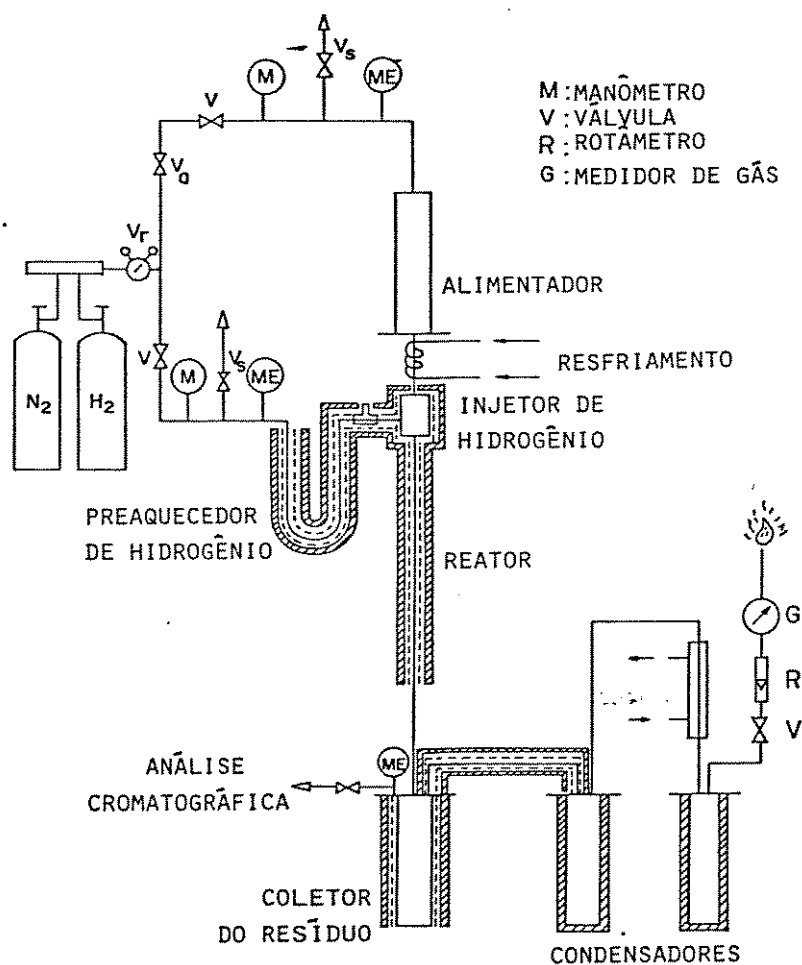 Vs
M
ME
V
Va
M:MANÔMETRO
V:VÁLVULA
R:ROTÂMETRO
G:MEDIDOR DE GÁS
Vr
ALIMENTADOR
V
Vs
M
ME
RESFRIAMENTO
N2
H2
INJETOR DE
HIDROGÊNIO
PREAQUECEDOR
DE HIDROGÊNIO
REATOR
G
R
V
ME
ANÁLISE
CROMATOGRÁFICA
COLETOR
DO RESÍDUO
CONDENSADORES